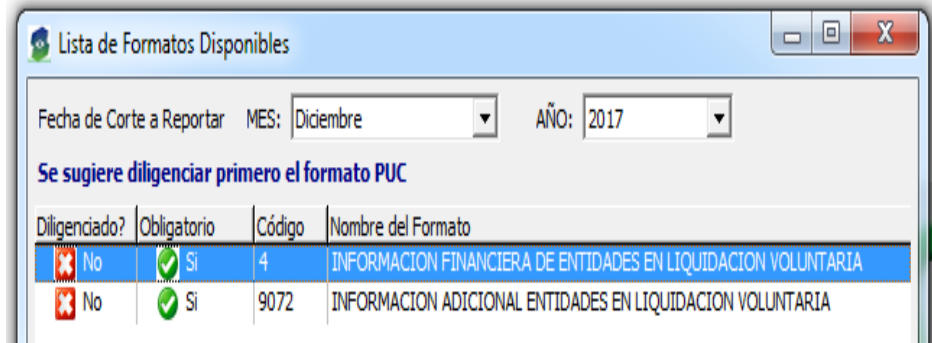 Lista de Formatos Disponibles
Fecha de Corte a Reportar MES: Diciembre AÑO: 2017
Se sugiere diligenciar primero el formato PUC
Diligenciado? Obligatorio Código Nombre del Formato
No Si 4 INFORMACION FINANCIERA DE ENTIDADES EN LIQUIDACION VOLUNTARIA
No Si 9072 INFORMACION ADICIONAL ENTIDADES EN LIQUIDACION VOLUNTARIA